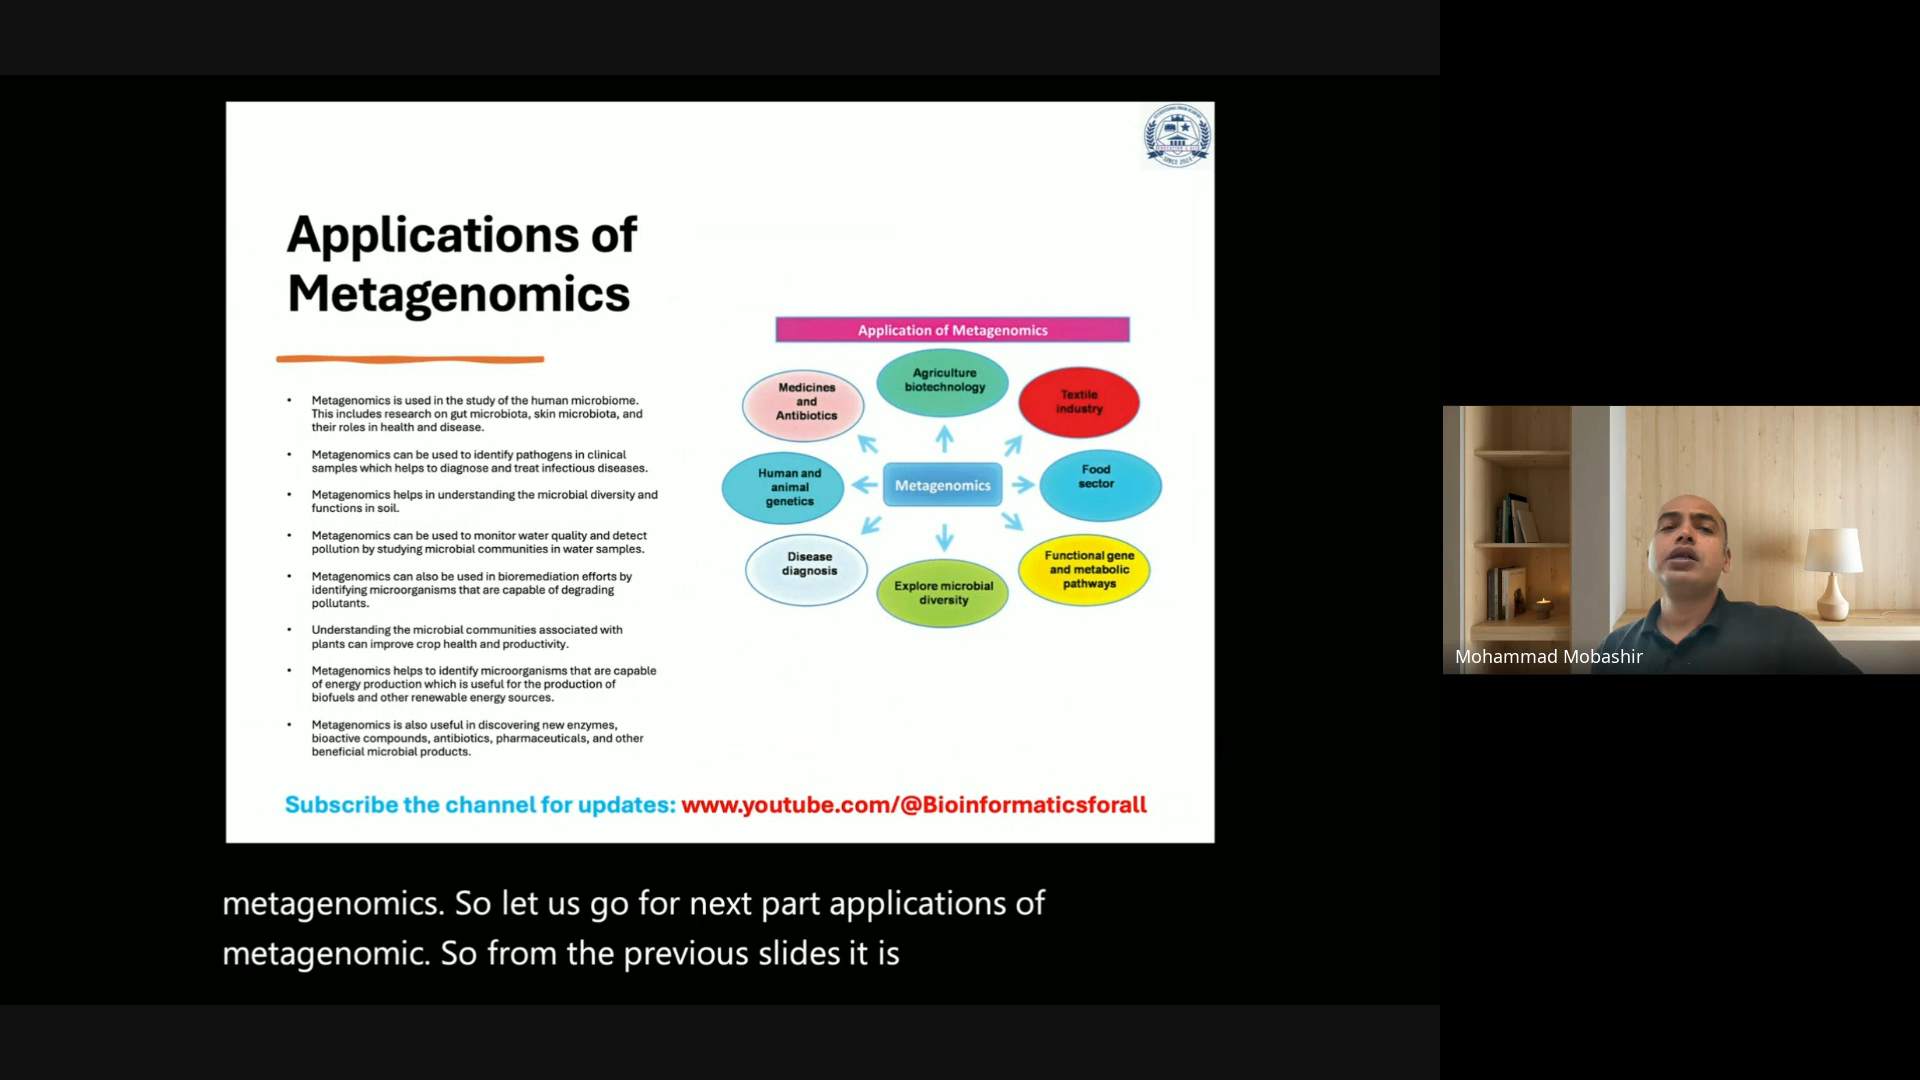 Applications of
Metagenomics
• Metagenomics is used in the study of the human microbiome.
This includes research on gut microbiota, skin microbiota, and
their roles in health and disease.
• Metagenomics can be used to identify pathogens in clinical
samples which helps to diagnose and treat infectious diseases.
• Metagenomics helps in understanding the microbial diversity and
functions in soil.
• Metagenomics can be used to monitor water quality and detect
pollution by studying microbial communities in water samples.
• Metagenomics can also be used in bioremediation efforts by
identifying microorganisms that are capable of degrading
pollutants.
• Understanding the microbial communities associated with
plants can improve crop health and productivity.
• Metagenomics helps to identify microorganisms that are capable
of energy production which is useful for the production of
biofuels and other renewable energy sources.
• Metagenomics is also useful in discovering new enzymes,
bioactive compounds, antibiotics, pharmaceuticals, and other
beneficial microbial products.
Application of Metagenomics
Medicines
and
Antibiotics
Agriculture
biotechnology
Textile
industry
Human and
animal
genetics
Metagenomics
Food
sector
Disease
diagnosis
Explore microbial
diversity
Functional gene
and metabolic
pathways
Subscribe the channel for updates: www.youtube.com/@Bioinformaticsforall
Mohammad Mobashir
metagenomics. So let us go for next part applications of
metagenomic. So from the previous slides it is